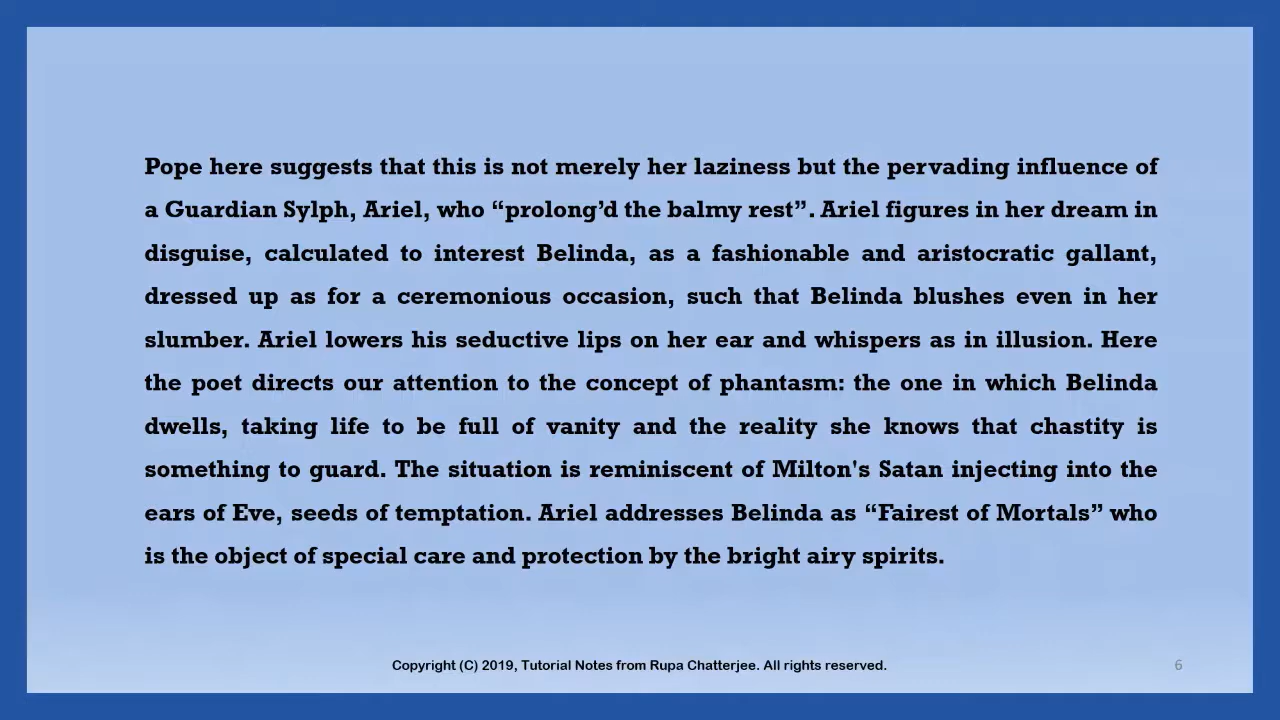 Pope here suggests that this is not merely her laziness but the pervading influence of
a Guardian Sylph, Ariel, who “prolong’d the balmy rest”. Ariel figures in her dream in
disguise, calculated to interest Belinda, as a fashionable and aristocratic gallant,
dressed up as for a ceremonious occasion, such that Belinda blushes even in her
slumber. Ariel lowers his seductive lips on her ear and whispers as in illusion. Here
the poet directs our attention to the concept of phantasm: the one in which Belinda
dwells, taking life to be full of vanity and the reality she knows that chastity is
something to guard. The situation is reminiscent of Milton's Satan injecting into the
ears of Eve, seeds of temptation. Ariel addresses Belinda as “Fairest of Mortals” who
is the object of special care and protection by the bright airy spirits.
Copyright (C) 2019, Tutorial Notes from Rupa Chatterjee. All rights reserved.
6